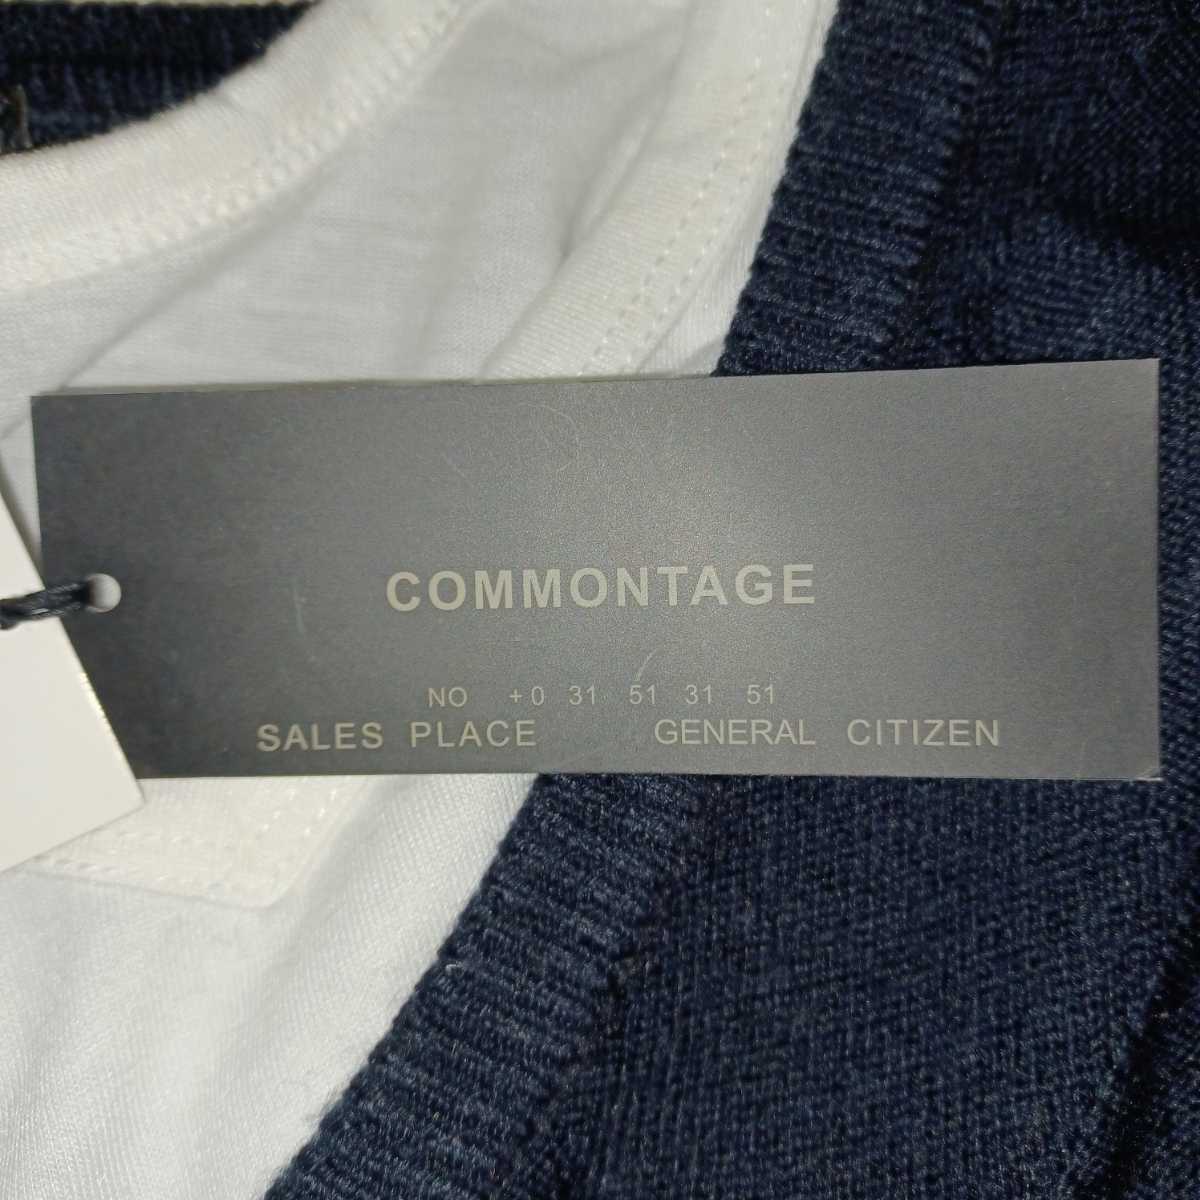 COMMONTAGE
NO +0 31 51 31 51
SALES PLACE GENERAL CITIZEN